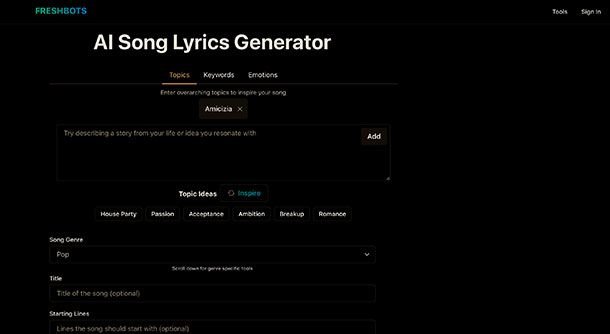 FRESHBOTS Tools Sign In
AI Song Lyrics Generator
Topics Keywords Emotions
Enter overarching topics to inspire your song
Amicizia ×
Try describing a story from your life or idea you resonate with
Add
Topic Ideas Inspire
House Party Passion Acceptance Ambition Breakup Romance
Song Genre
Pop
Scroll down for genre specific tools
Title
Title of the song (optional)
Starting Lines
Lines the song should start with (optional)